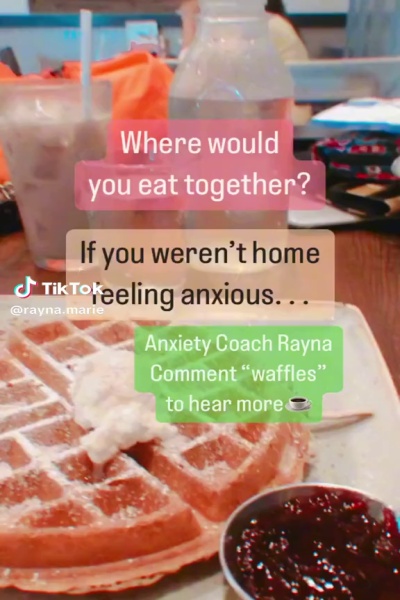 Where would
you eat together?
If you weren't home
feeling anxious...
TikTok
@rayna.marie
Anxiety Coach Rayna
Comment "waffles"
to hear more☕